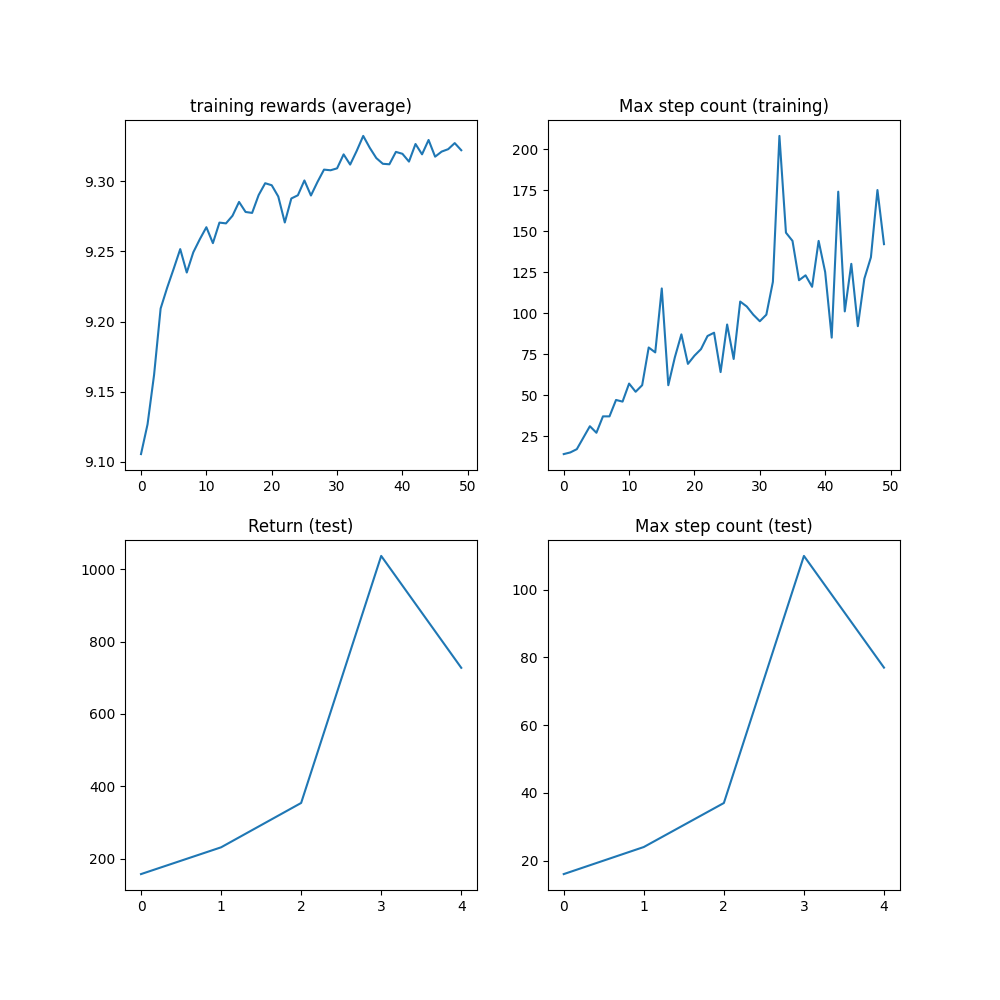 training rewards (average)
9.30
9.25
9.20
9.15
9.10
0 10 20 30 40 50
Max step count (training)
200
175
150
125
100
75
50
25
0 10 20 30 40 50
Return (test)
1000
800
600
400
200
0 1 2 3 4
Max step count (test)
100
80
60
40
20
0 1 2 3 4